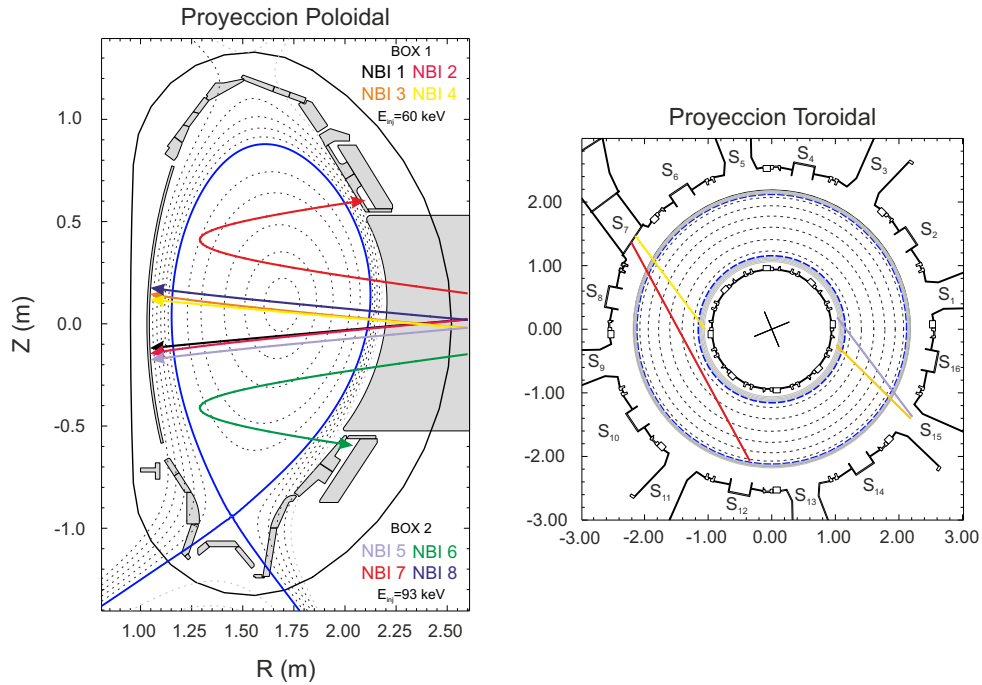 Proyeccion Poloidal
BOX 1
NBI 1 NBI 2
NBI 3 NBI 4
E_inj=60 keV
1.0
0.5
0.0
-0.5
-1.0
Z (m)
BOX 2
NBI 5 NBI 6
NBI 7 NBI 8
E_inj=93 keV
1.00 1.25 1.50 1.75 2.00 2.25 2.50
R (m)
Proyeccion Toroidal
S5 S4 S3
S6
S7 S2
S8 S1
S9 S16
S10 S15
S11 S12 S13 S14
2.00
1.00
0.00
-1.00
-2.00
-3.00
-3.00 -2.00 -1.00 0.00 1.00 2.00 3.00